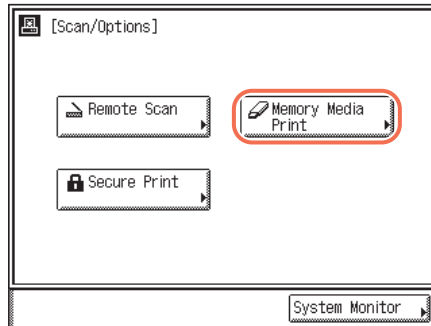 [Scan/Options]
Remote Scan
Memory Media
Print
Secure Print
System Monitor